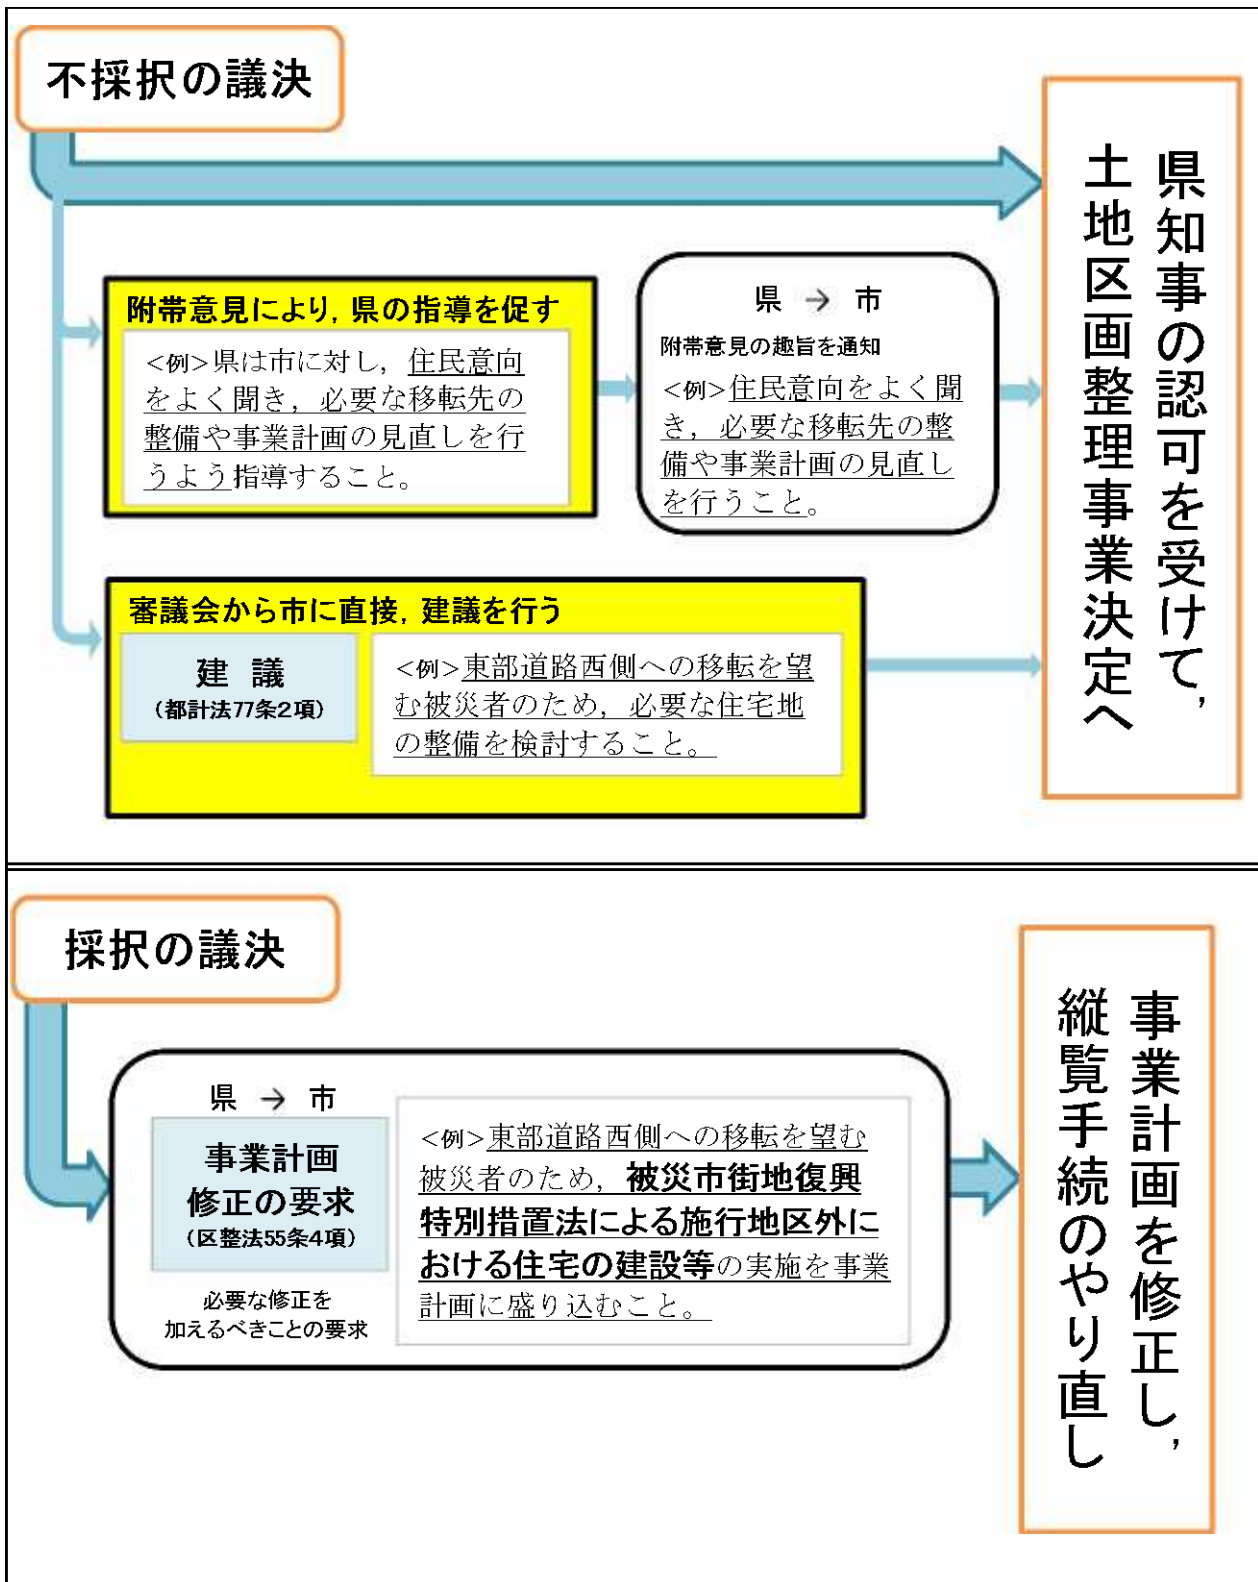 不採択の議決
県知事の認可を受けて,
土地区画整理事業決定へ
附帯意見により, 県の指導を促す
<例>県は市に対し，住民意向
をよく聞き，必要な移転先の
整備や事業計画の見直しを行
うよう指導すること。
県 → 市
附帯意見の趣旨を通知
<例>住民意向をよく聞
き，必要な移転先の整
備や事業計画の見直し
を行うこと。
審議会から市に直接, 建議を行う
建 議
(都計法77条2項)
<例>東部道路西側への移転を望
む被災者のため，必要な住宅地
の整備を検討すること。
採択の議決
県 → 市
事業計画
修正の要求
(区整法55条4項)
必要な修正を
加えるべきことの要求
<例>東部道路西側への移転を望む
被災者のため，被災市街地復興
特別措置法による施行地区外に
おける住宅の建設等の実施を事業
計画に盛り込むこと。
事業計画を修正し,
縦覧手続のやり直し